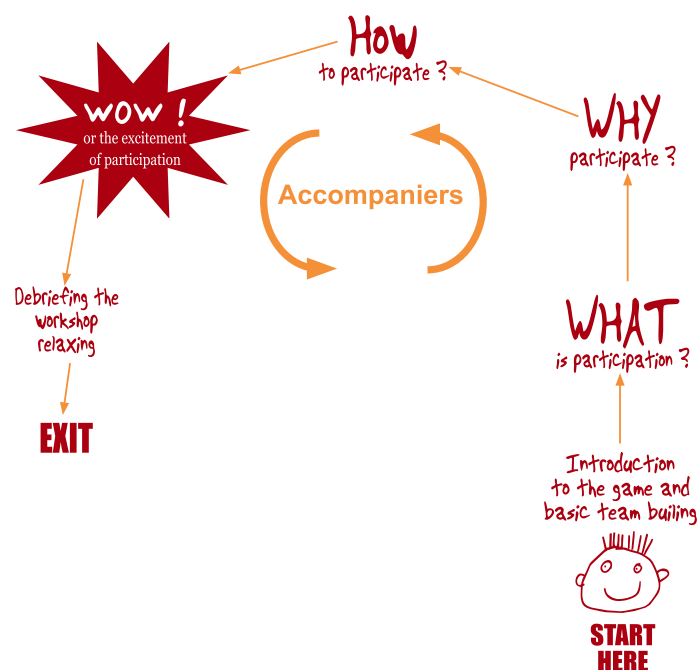 HOW
to participate ?
WOW !
or the excitement
of participation
WHY
participate ?
Accompaniers
Debriefing the
workshop
relaxing
WHAT
is participation ?
EXIT
Introduction
to the game and
basic team builing
START
HERE